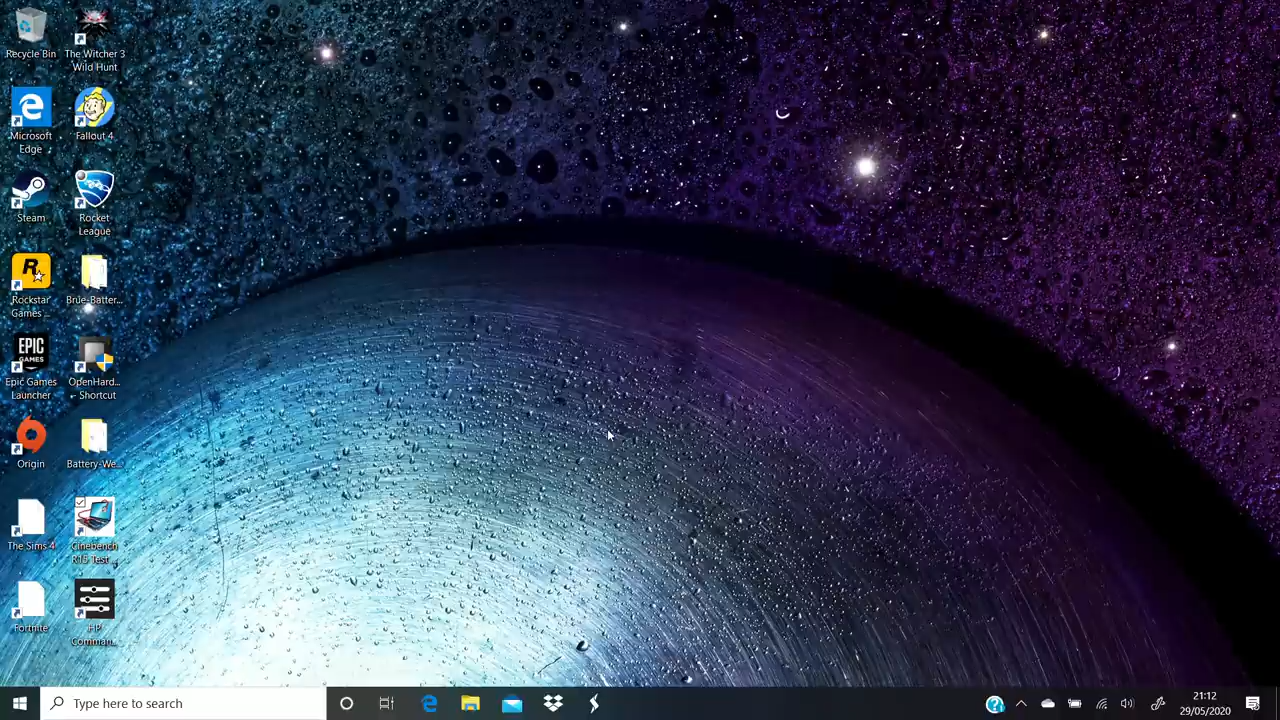 Recycle Bin
The Witcher 3
Wild Hunt
Microsoft
Edge
Fallout 4
Steam
Rocket
League
Rockstar
Games ...
Brue-Batter...
EPIC
GAMES
Epic Games
Launcher
OpenHard...
- Shortcut
Origin
Battery-We...
The Sims 4
Cinebench
R15 Test ...
Fortnite
HP
Comman...
Type here to search
21:12
29/05/2020